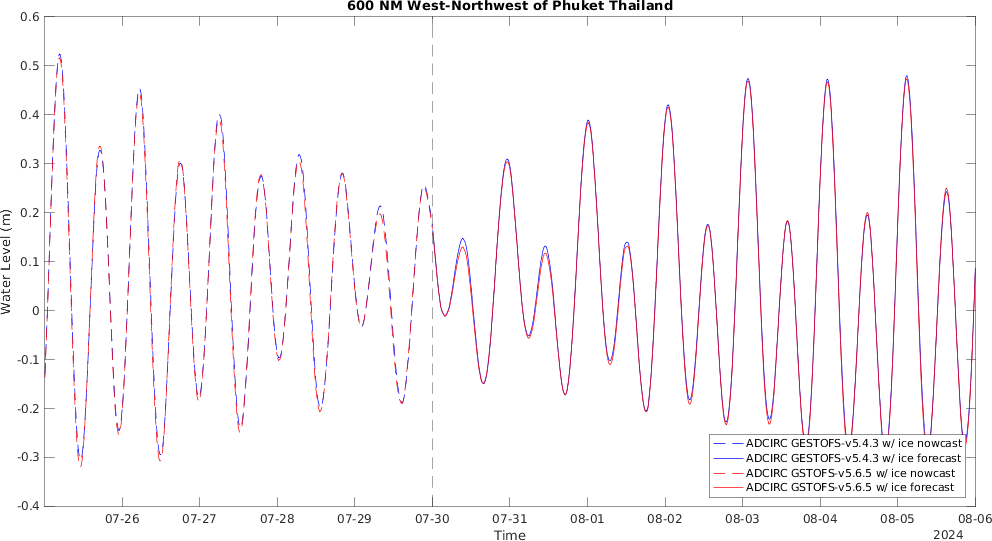 600 NM West-Northwest of Phuket Thailand
Water Level (m)
0.6
0.5
0.4
0.3
0.2
0.1
0
-0.1
-0.2
-0.3
-0.4
ADCIRC GESTOFS-v5.4.3 w/ ice nowcast
ADCIRC GESTOFS-v5.4.3 w/ ice forecast
ADCIRC GSTOFS-v5.6.5 w/ ice nowcast
ADCIRC GSTOFS-v5.6.5 w/ ice forecast
07-26 07-27 07-28 07-29 07-30 07-31 08-01 08-02 08-03 08-04 08-05 08-06
Time
2024